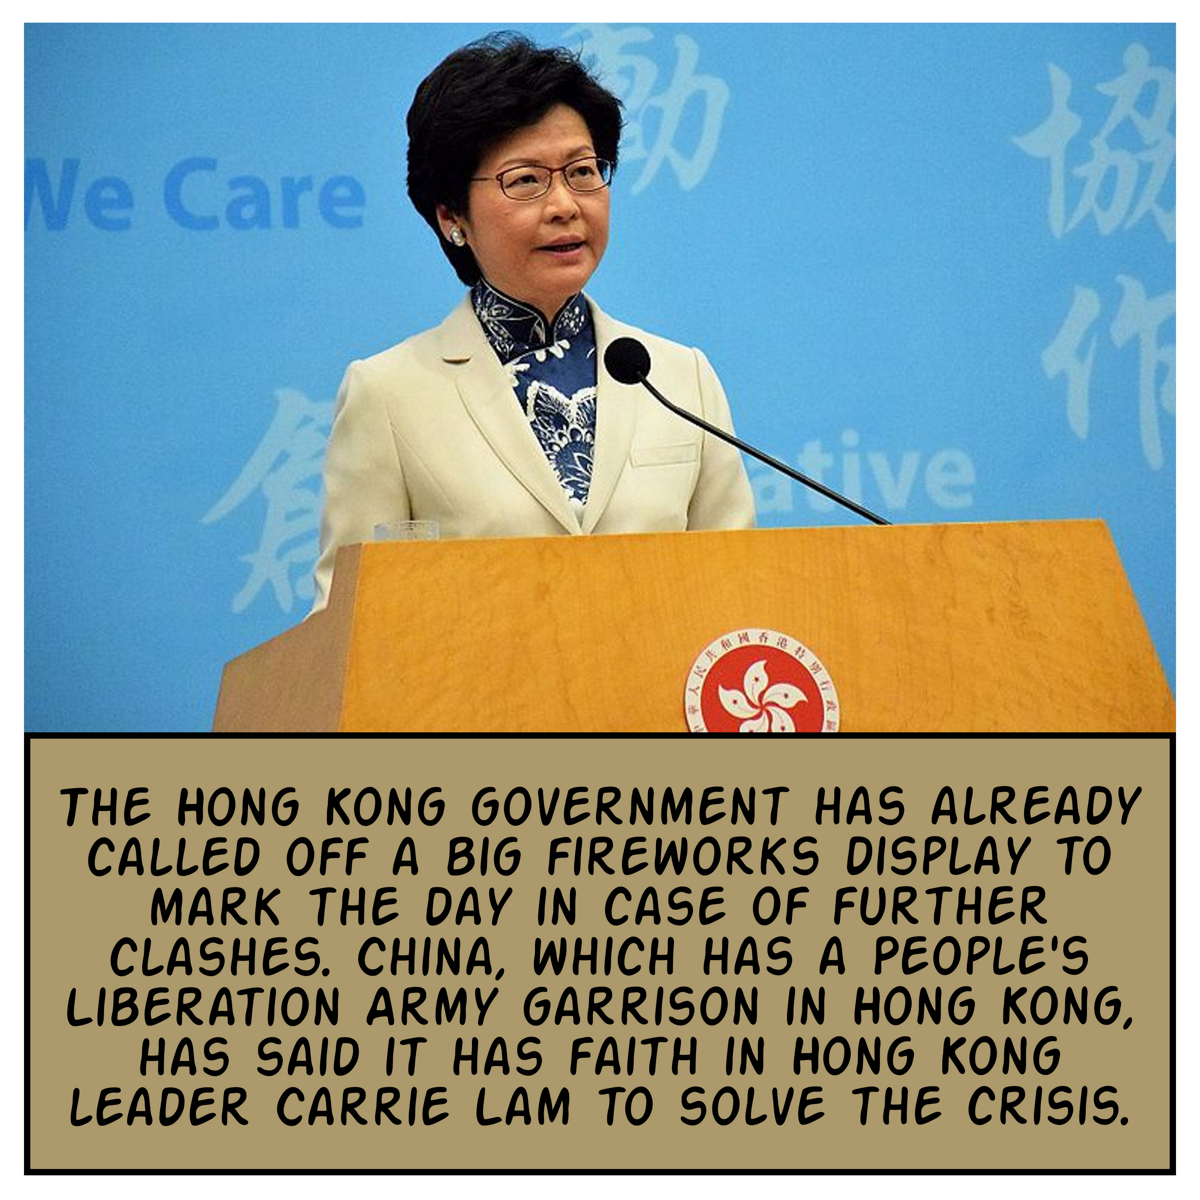 We Care
動
協
作
創
ative
中華人民共和國香港特別行政區
THE HONG KONG GOVERNMENT HAS ALREADY
CALLED OFF A BIG FIREWORKS DISPLAY TO
MARK THE DAY IN CASE OF FURTHER
CLASHES. CHINA, WHICH HAS A PEOPLE'S
LIBERATION ARMY GARRISON IN HONG KONG,
HAS SAID IT HAS FAITH IN HONG KONG
LEADER CARRIE LAM TO SOLVE THE CRISIS.